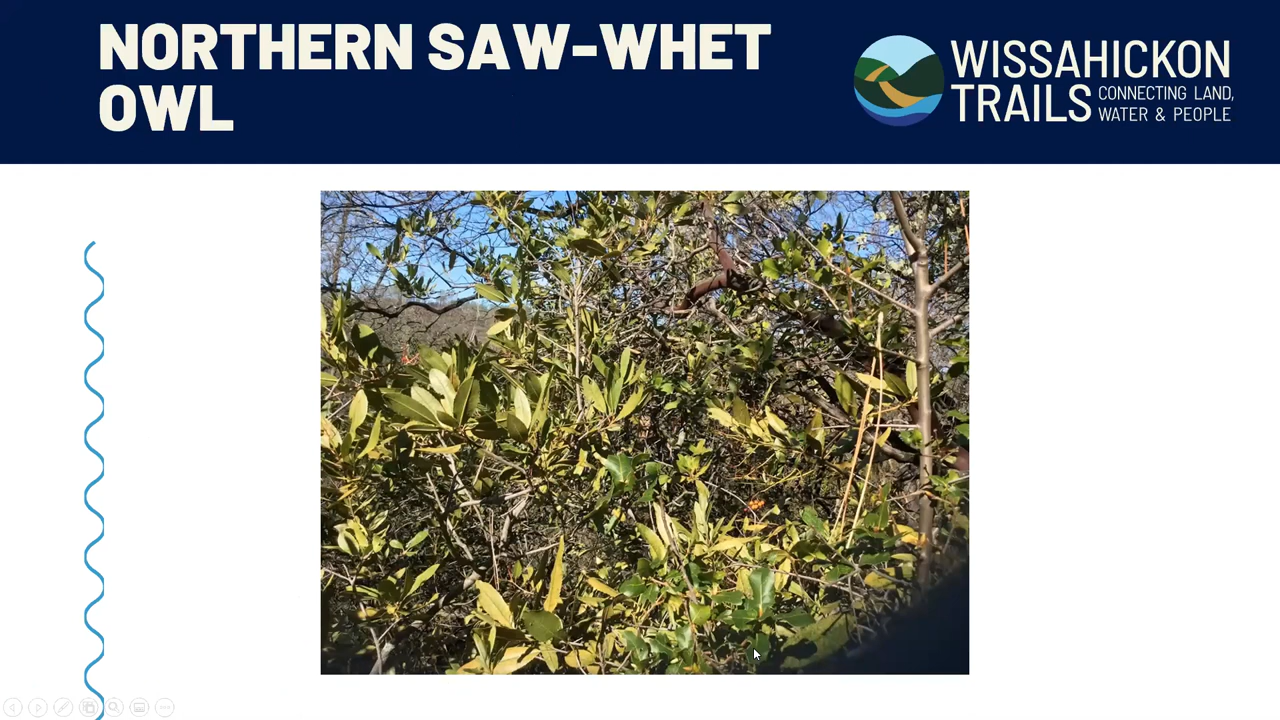 NORTHERN SAW-WHET
OWL
WISSAHICKON
TRAILS
CONNECTING LAND,
WATER & PEOPLE